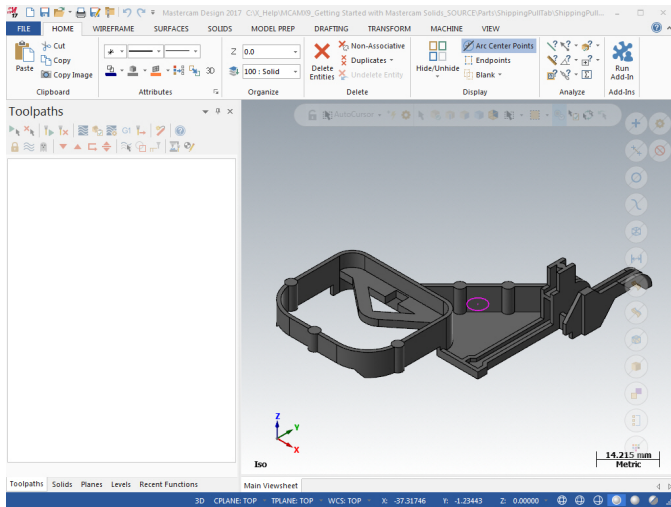 Mastercam Design 2017 C:\X_Help\MCAMX9_Getting Started with Mastercam Solids_SOURCE\Parts\ShippingPullTab\ShippingPull...
FILE HOME WIREFRAME SURFACES SOLIDS MODEL PREP DRAFTING TRANSFORM MACHINE VIEW
Paste
Cut
Copy
Copy Image
Clipboard
3D
Attributes
Z 0.0
100 : Solid
Organize
Delete Entities
Non-Associative
Duplicates
Undelete Entity
Delete
Hide/Unhide
Arc Center Points
Endpoints
Blank
Display
Analyze
Run Add-In
Add-Ins
Toolpaths
G1
AutoCursor
Z
Y
X
Iso
14.215 mm
Metric
Toolpaths Solids Planes Levels Recent Functions
Main Viewsheet
3D CPLANE: TOP TPLANE: TOP WCS: TOP X: -37.31746 Y: -1.23443 Z: 0.00000